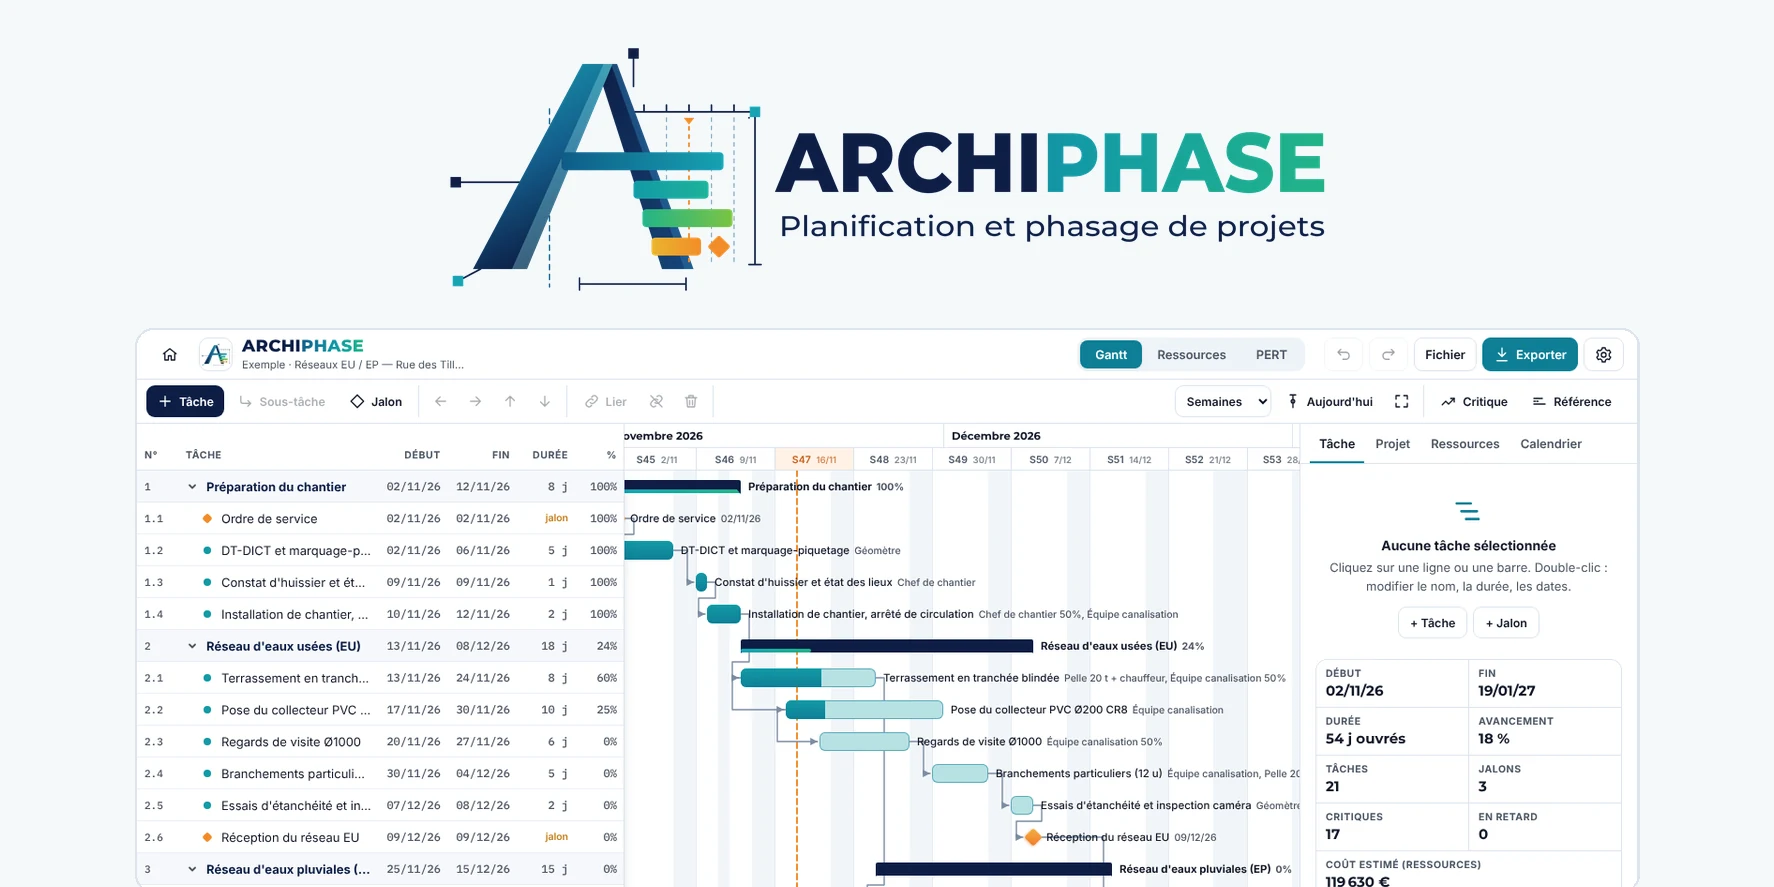 ARCHIPHASE
Planification et phasage de projets
ARCHIPHASE
Exemple · Réseaux EU / EP — Rue des Till...
Gantt Ressources PERT Fichier Exporter
+ Tâche Sous-tâche Jalon Lier Semaines Aujourd'hui Critique Référence
N° TÂCHE DÉBUT FIN DURÉE %
1 Préparation du chantier 02/11/26 12/11/26 8 j 100%
1.1 Ordre de service 02/11/26 02/11/26 jalon 100%
1.2 DT-DICT et marquage-p... 02/11/26 06/11/26 5 j 100%
1.3 Constat d'huissier et ét... 09/11/26 09/11/26 1 j 100%
1.4 Installation de chantier, ... 10/11/26 12/11/26 2 j 100%
2 Réseau d'eaux usées (EU) 13/11/26 08/12/26 18 j 24%
2.1 Terrassement en tranch... 13/11/26 24/11/26 8 j 60%
2.2 Pose du collecteur PVC ... 17/11/26 30/11/26 10 j 25%
2.3 Regards de visite Ø1000 20/11/26 27/11/26 6 j 0%
2.4 Branchements particuli... 30/11/26 04/12/26 5 j 0%
2.5 Essais d'étanchéité et in... 07/12/26 08/12/26 2 j 0%
2.6 Réception du réseau EU 09/12/26 09/12/26 jalon 0%
3 Réseau d'eaux pluviales (... 25/11/26 15/12/26 15 j 0%
ovembre 2026 Décembre 2026
S45 2/11 S46 9/11 S47 16/11 S48 23/11 S49 30/11 S50 7/12 S51 14/12 S52 21/12 S53 28/
Préparation du chantier 100%
Ordre de service 02/11/26
DT-DICT et marquage-piquetage Géomètre
Constat d'huissier et état des lieux Chef de chantier
Installation de chantier, arrêté de circulation Chef de chantier 50%, Équipe canalisation
Réseau d'eaux usées (EU) 24%
Terrassement en tranchée blindée Pelle 20 t + chauffeur, Équipe canalisation 50%
Pose du collecteur PVC Ø200 CR8 Équipe canalisation
Regards de visite Ø1000 Équipe canalisation 50%
Branchements particuliers (12 u) Équipe canalisation, Pelle 20
Essais d'étanchéité et inspection caméra Géomètre
Réception du réseau EU 09/12/26
Réseau d'eaux pluviales (EP) 0%
Tâche Projet Ressources Calendrier
Aucune tâche sélectionnée
Cliquez sur une ligne ou une barre. Double-clic :
modifier le nom, la durée, les dates.
+ Tâche + Jalon
DÉBUT FIN
02/11/26 19/01/27
DURÉE AVANCEMENT
54 j ouvrés 18 %
TÂCHES JALONS
21 3
CRITIQUES EN RETARD
17 0
COÛT ESTIMÉ (RESSOURCES)
119 630 €